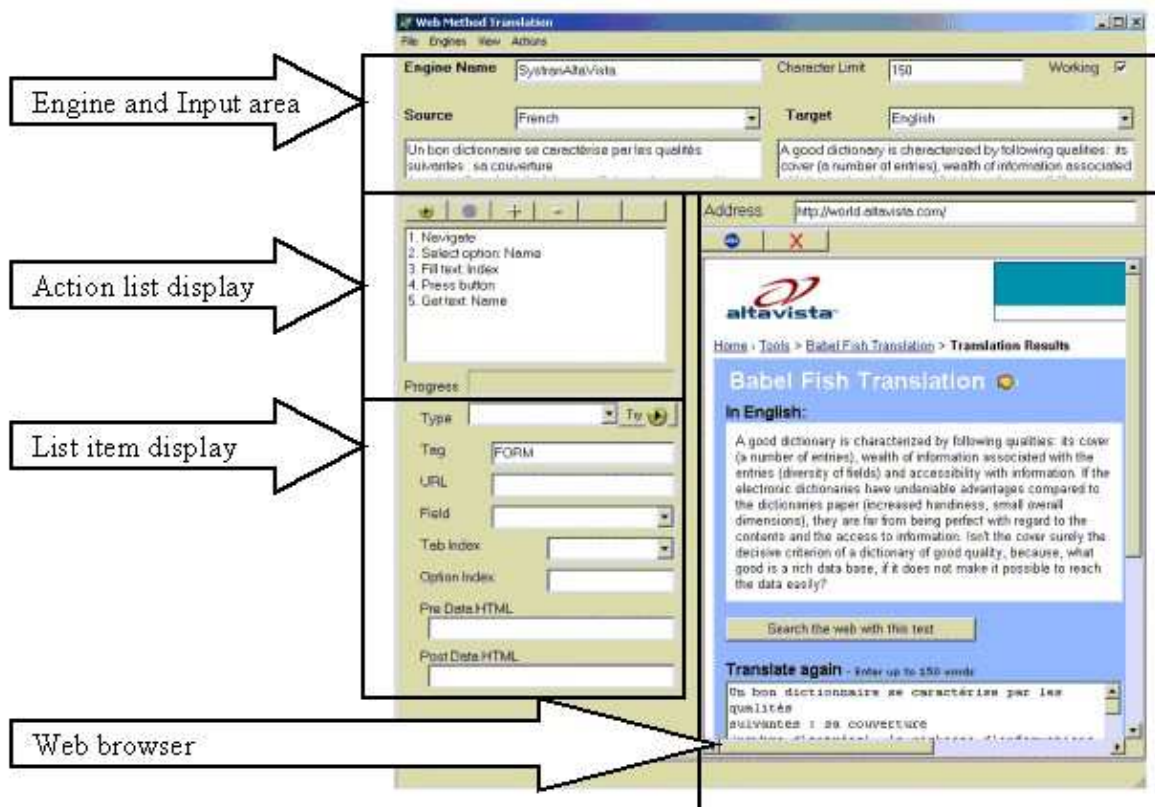 Web Method Translation
File Engines View Actions
Engine and Input area
Engine Name SystranAltaVista Character Limit 150 Working
Source French Target English
Un bon dictionnaire se caractérise par les qualités
suivantes : sa couverture
A good dictionary is characterized by following qualities: its
cover (a number of entries), wealth of information associated
Action list display
1. Navigate
2. Select option: Name
3. Fill text: Index
4. Press button
5. Get text: Name
Progress
List item display
Type Try
Tag FORM
URL
Field
Tab Index
Option Index
Pre Data HTML
Post Data HTML
Web browser
Address http://world.altavista.com/
altavista
Home > Tools > Babel Fish Translation > Translation Results
Babel Fish Translation
In English:
A good dictionary is characterized by following qualities: its cover
(a number of entries), wealth of information associated with the
entries (diversity of fields) and accessibility with information. If the
electronic dictionaries have undeniable advantages compared to
the dictionaries paper (increased handiness, small overall
dimensions), they are far from being perfect with regard to the
contents and the access to information. Isn't the cover surely the
decisive criterion of a dictionary of good quality, because, what
good is a rich data base, if it does not make it possible to reach
the data easily?
Search the web with this text
Translate again - Enter up to 150 words
Un bon dictionnaire se caractérise par les
qualités
suivantes : sa couverture